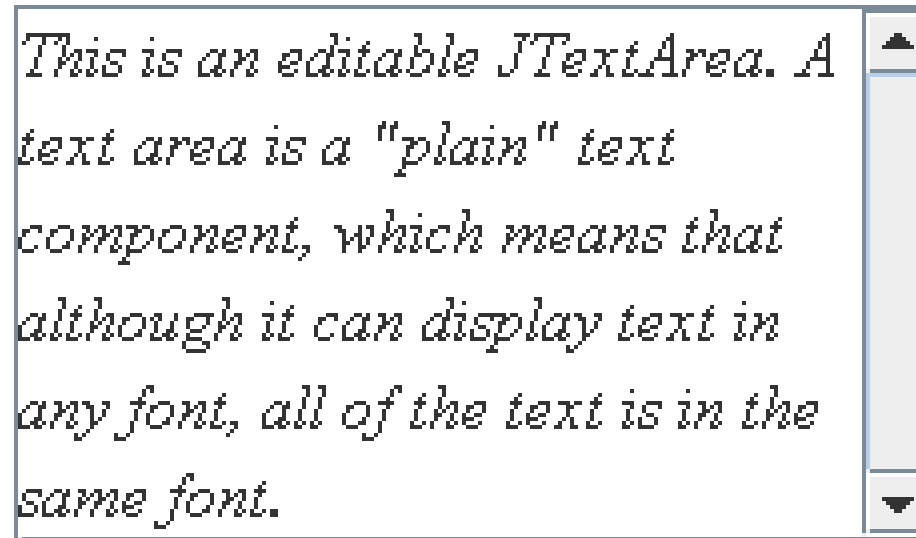 This is an editable JTextArea. A
text area is a "plain" text
component, which means that
although it can display text in
any font, all of the text is in the
same font.